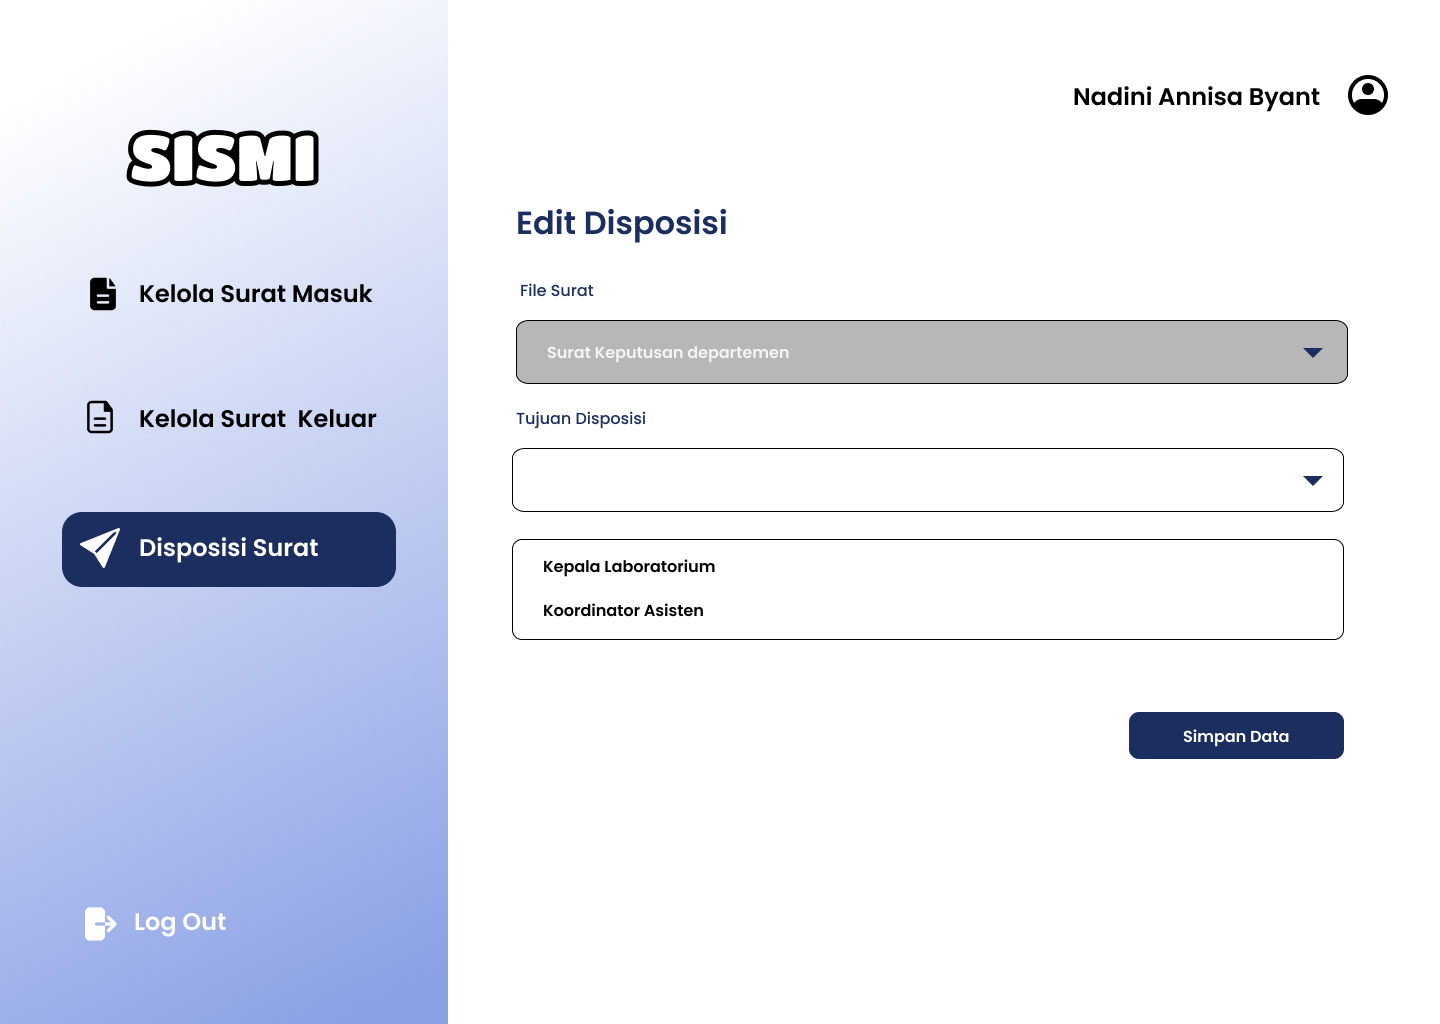 SISMI
Kelola Surat Masuk
Kelola Surat  Keluar
Disposisi Surat
Log Out
Nadini Annisa Byant
Edit Disposisi
File Surat
Surat Keputusan departemen
Tujuan Disposisi
Kepala Laboratorium
Koordinator Asisten
Simpan Data